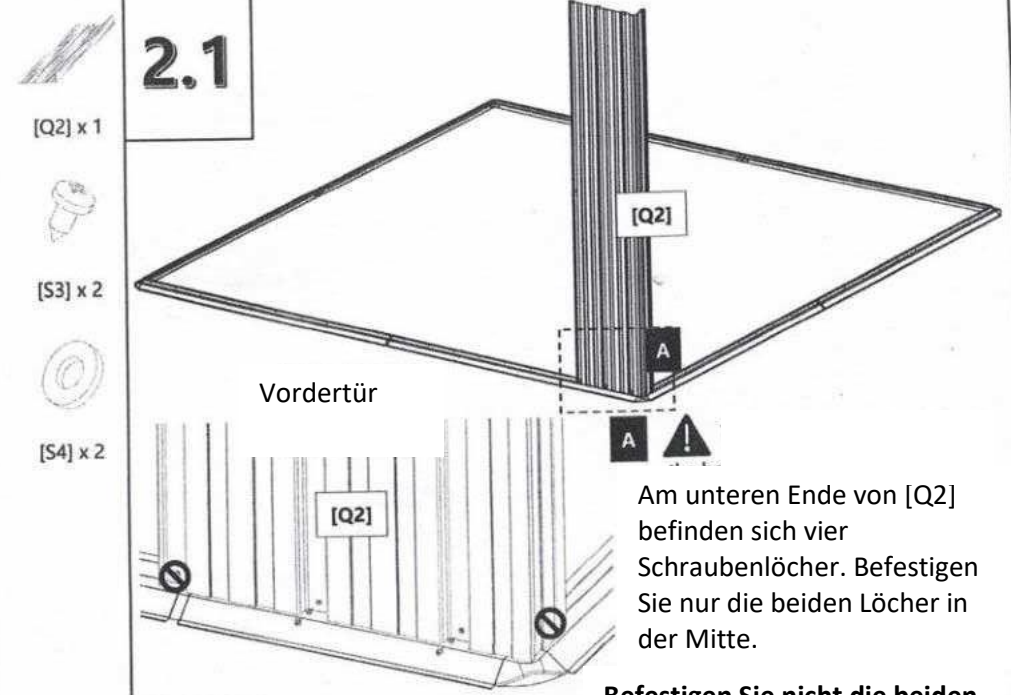 2.1
[Q2] x 1
[S3] x 2
[S4] x 2
[Q2]
A
Vordertür
A
[Q2]
Am unteren Ende von [Q2]
befinden sich vier
Schraubenlöcher. Befestigen
Sie nur die beiden Löcher in
der Mitte.
Befestigen Sie nicht die beiden